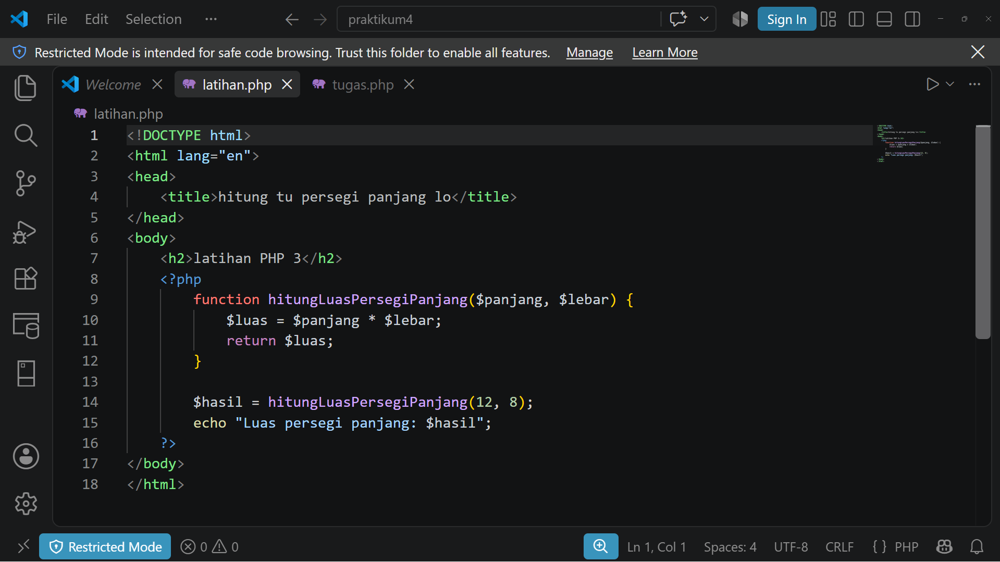 File Edit Selection ··· praktikum4 Sign In
Restricted Mode is intended for safe code browsing. Trust this folder to enable all features. Manage Learn More
Welcome latihan.php tugas.php
latihan.php
1 <!DOCTYPE html>
2 <html lang="en">
3 <head>
4 <title>hitung tu persegi panjang lo</title>
5 </head>
6 <body>
7 <h2>latihan PHP 3</h2>
8 <?php
9 function hitungLuasPersegiPanjang($panjang, $lebar) {
10 $luas = $panjang * $lebar;
11 return $luas;
12 }
13
14 $hasil = hitungLuasPersegiPanjang(12, 8);
15 echo "Luas persegi panjang: $hasil";
16 ?>
17 </body>
18 </html>
Restricted Mode 0 0 Ln 1, Col 1 Spaces: 4 UTF-8 CRLF { } PHP